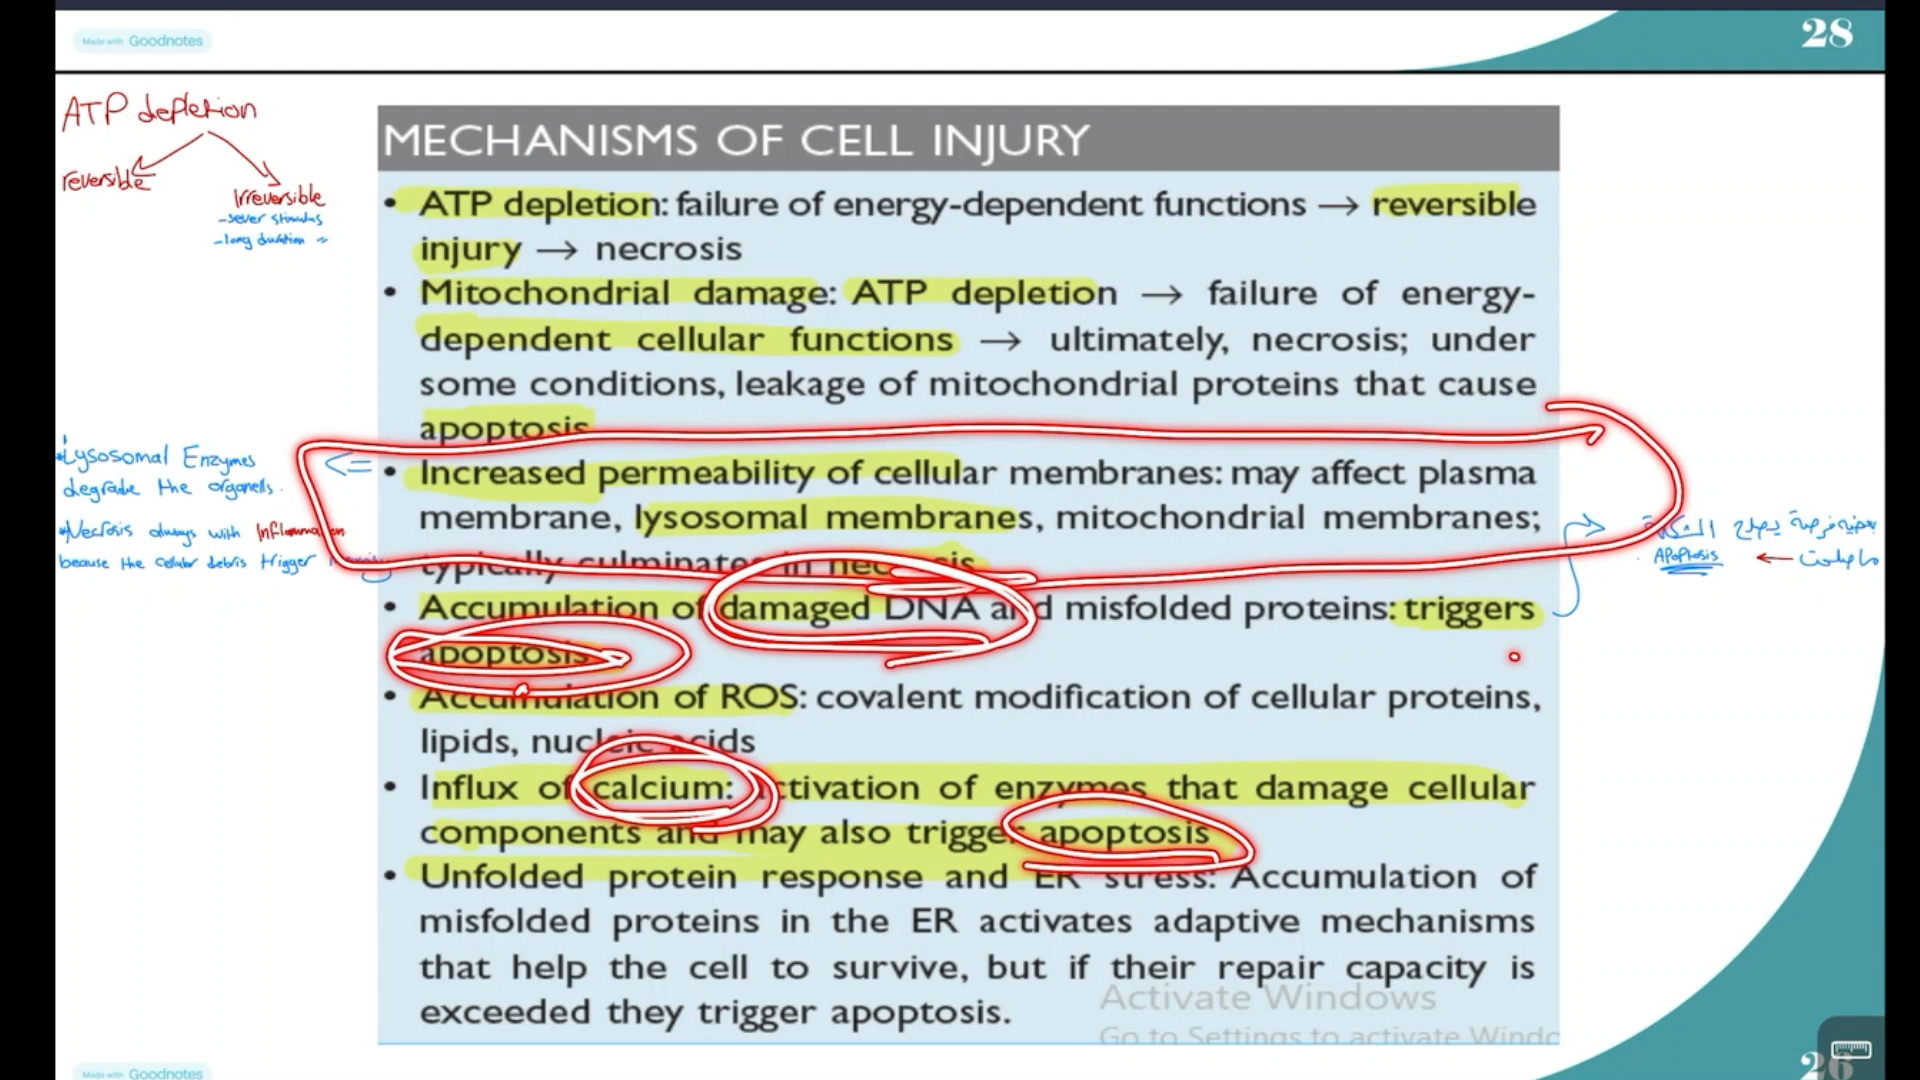 Made with Goodnotes
28
ATP depletion
reversible
Irreversible
-sever stimulus
-long duration
MECHANISMS OF CELL INJURY
• ATP depletion: failure of energy-dependent functions → reversible
injury → necrosis
• Mitochondrial damage: ATP depletion → failure of energy-
dependent cellular functions → ultimately, necrosis; under
some conditions, leakage of mitochondrial proteins that cause
apoptosis
• Increased permeability of cellular membranes: may affect plasma
membrane, lysosomal membranes, mitochondrial membranes;
typically culminates in necrosis
• Accumulation of damaged DNA and misfolded proteins: triggers
apoptosis
• Accumulation of ROS: covalent modification of cellular proteins,
lipids, nucleic acids
• Influx of calcium: activation of enzymes that damage cellular
components and may also trigger apoptosis
• Unfolded protein response and ER stress: Accumulation of
misfolded proteins in the ER activates adaptive mechanisms
that help the cell to survive, but if their repair capacity is
exceeded they trigger apoptosis.
*Lysosomal Enzymes
degrade the organells.
*Necrosis always with Inflammation
because the cellular debris trigger
فرصة يصلح
APoptosis ←
Activate Windows
Go to Settings to activate Windo
Made with Goodnotes
26